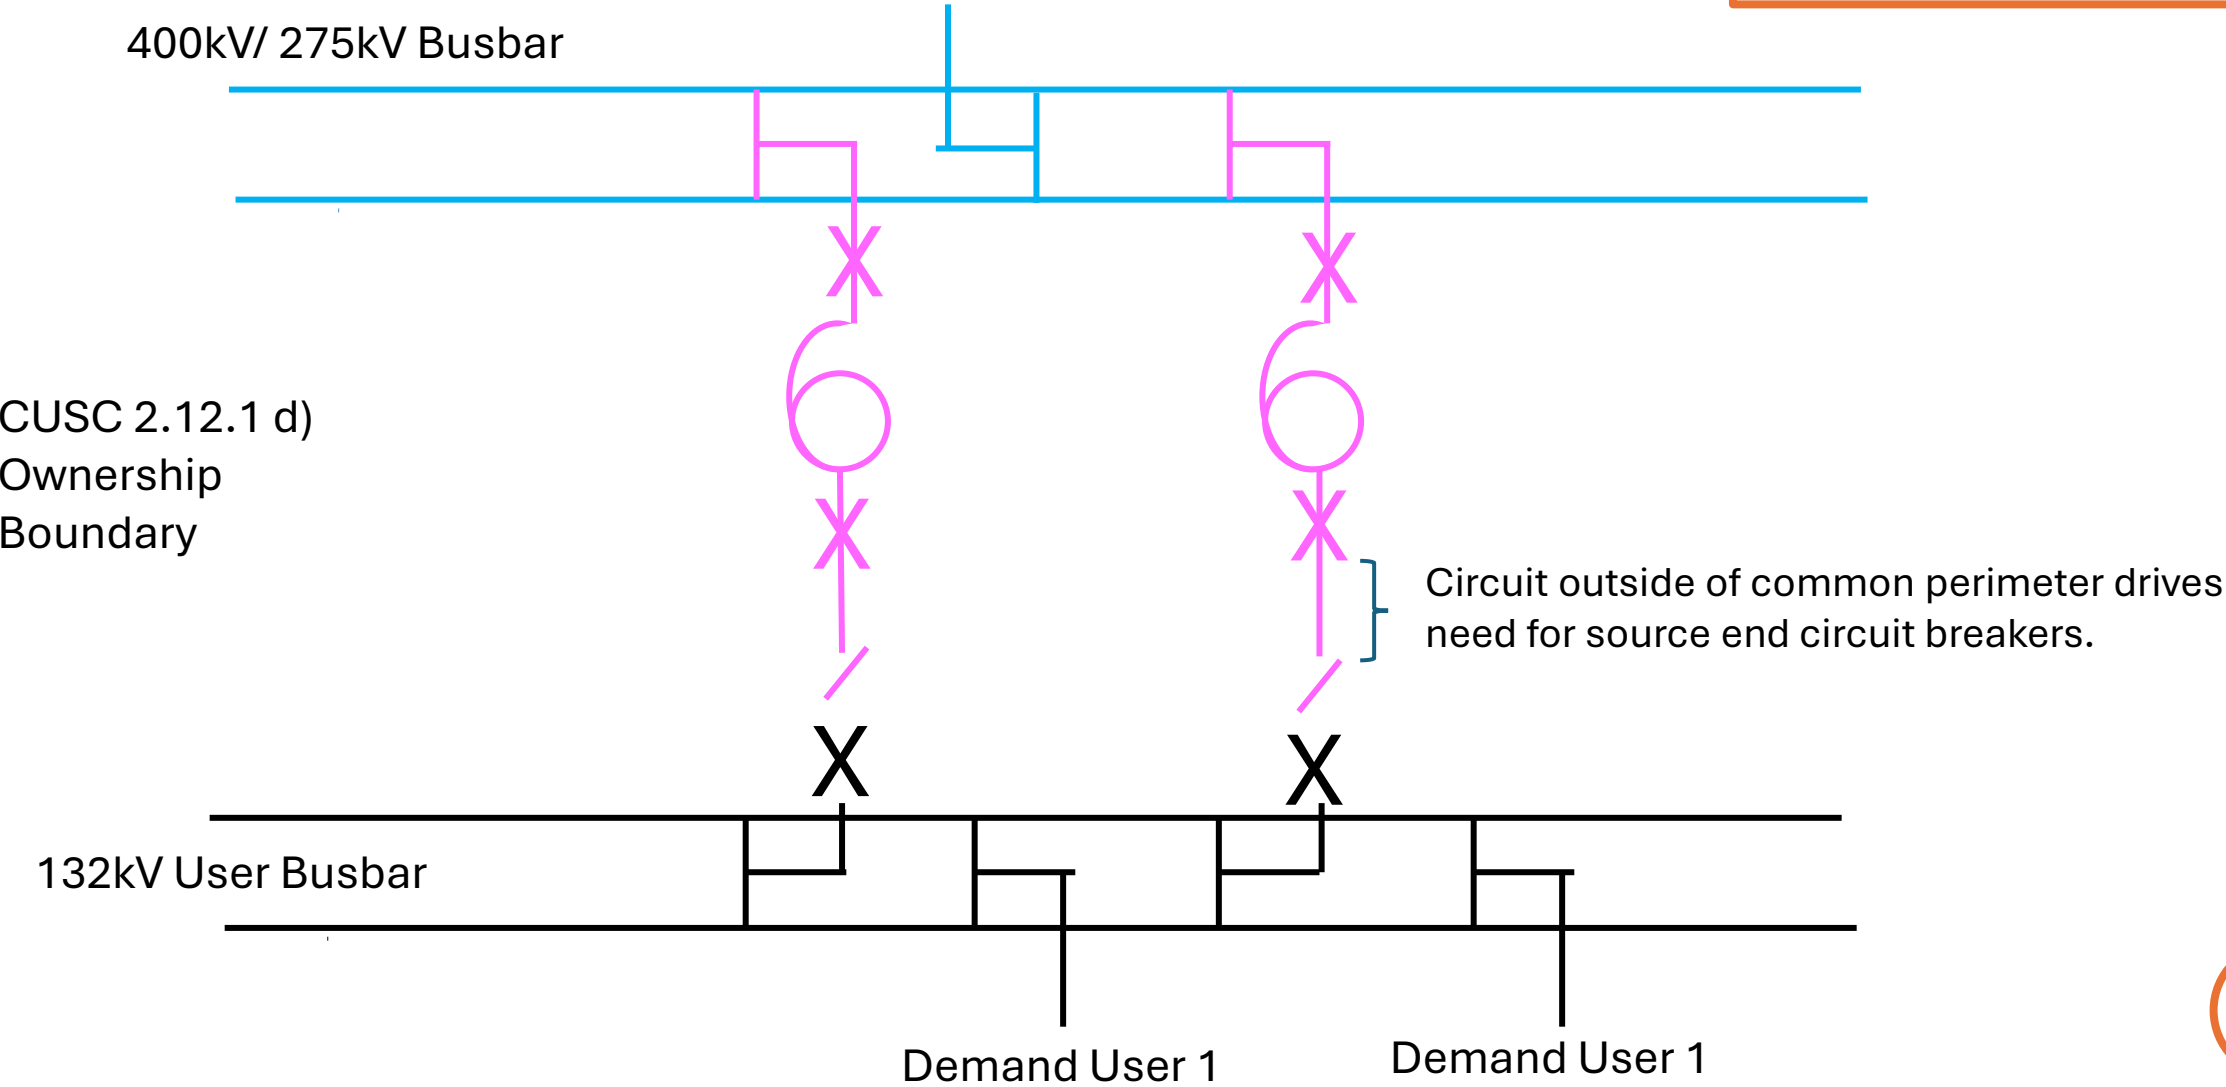 400kV/ 275kV Busbar
X
X
CUSC 2.12.1 d)
Ownership
Boundary
X
X
Circuit outside of common perimeter drives
need for source end circuit breakers.
X
X
132kV User Busbar
Demand User 1
Demand User 1